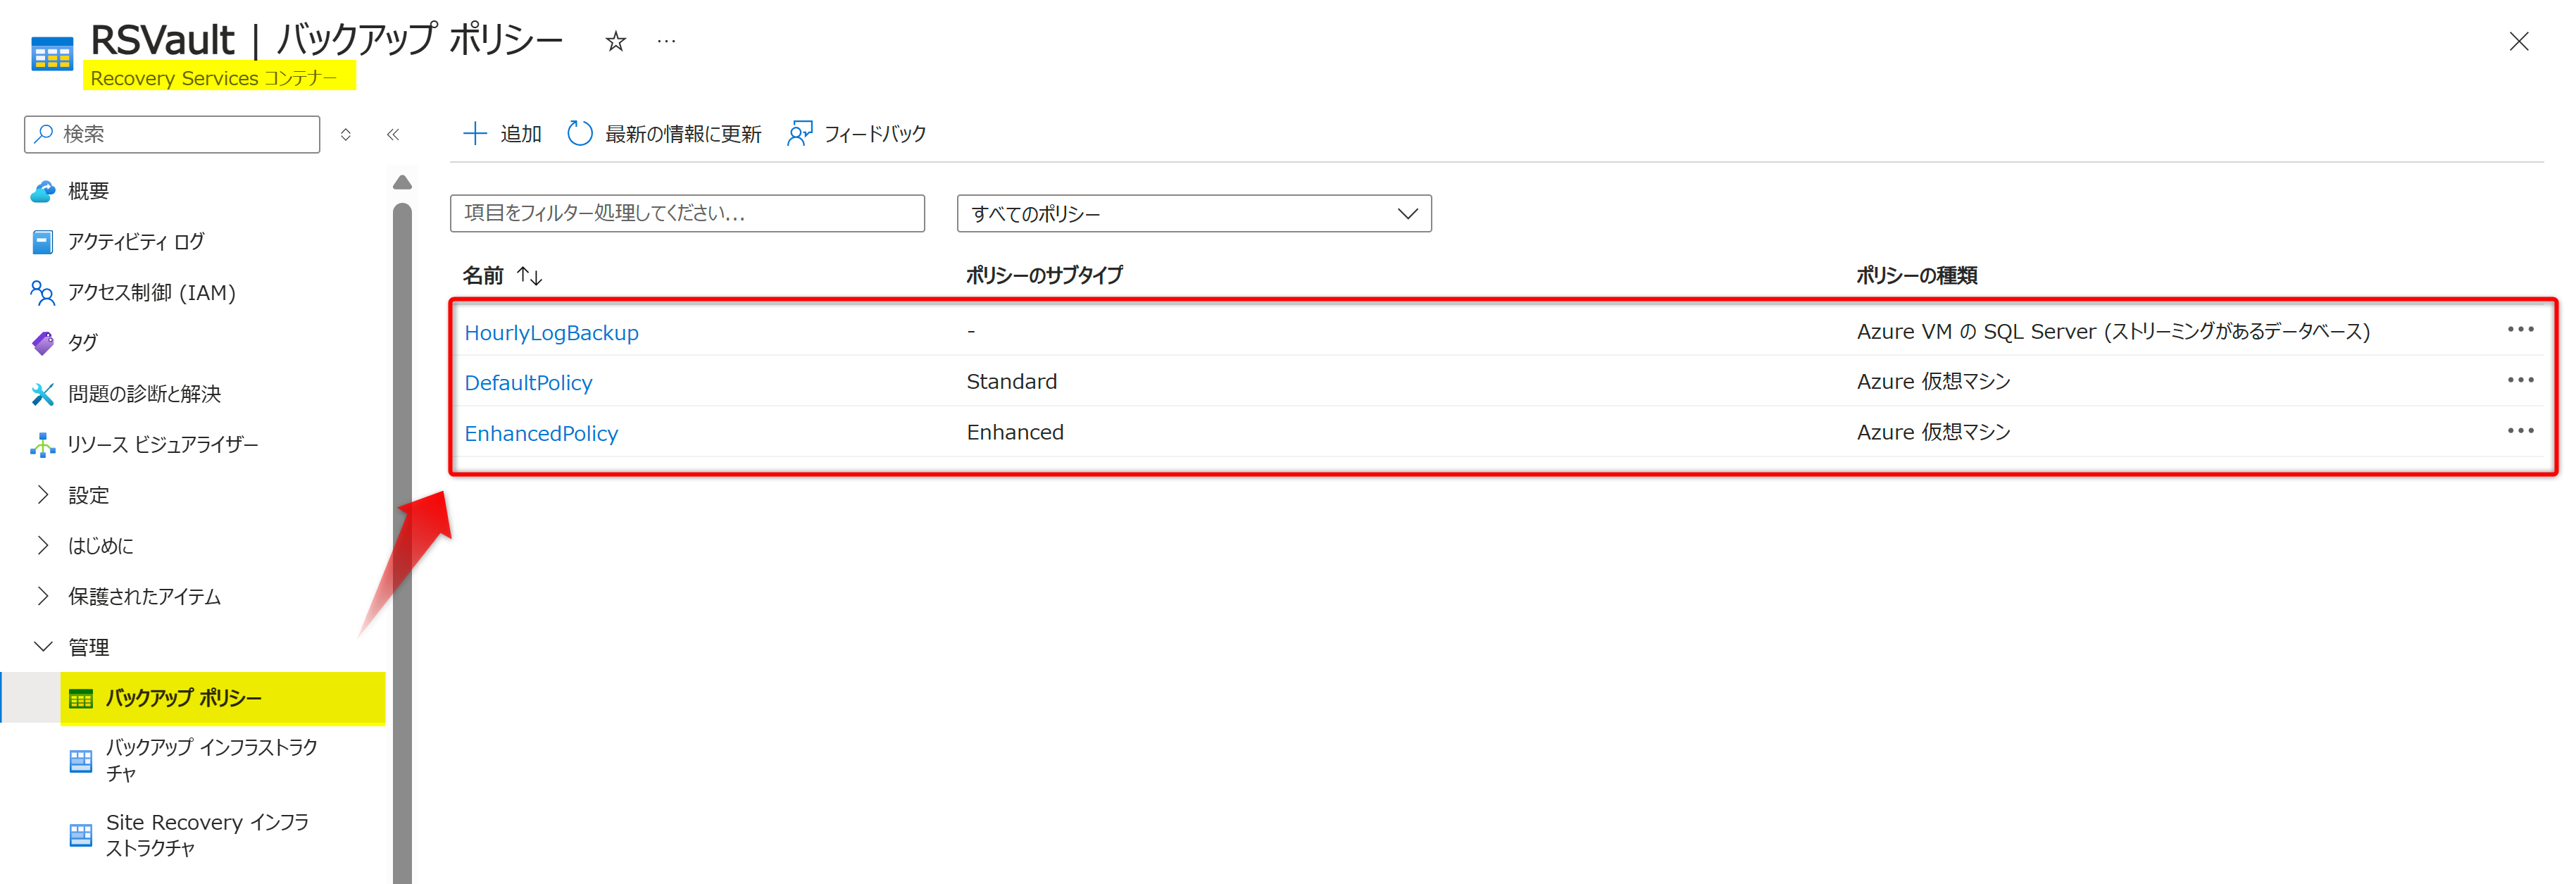 RSVault | バックアップ ポリシー
Recovery Services コンテナー
検索
追加
最新の情報に更新
フィードバック
概要
アクティビティ ログ
アクセス制御 (IAM)
タグ
問題の診断と解決
リソース ビジュアライザー
設定
はじめに
保護されたアイテム
管理
バックアップ ポリシー
バックアップ インフラストラク
チャ
Site Recovery インフラ
ストラクチャ
項目をフィルター処理してください...
すべてのポリシー
名前 ↑↓ ポリシーのサブタイプ ポリシーの種類
HourlyLogBackup - Azure VM の SQL Server (ストリーミングがあるデータベース)
DefaultPolicy Standard Azure 仮想マシン
EnhancedPolicy Enhanced Azure 仮想マシン